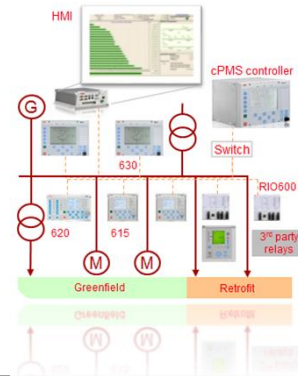 HMI
cPMS controller
G
630
Switch
RIO600
620
615
3rd party
relays
M
M
Greenfield
Retrofit